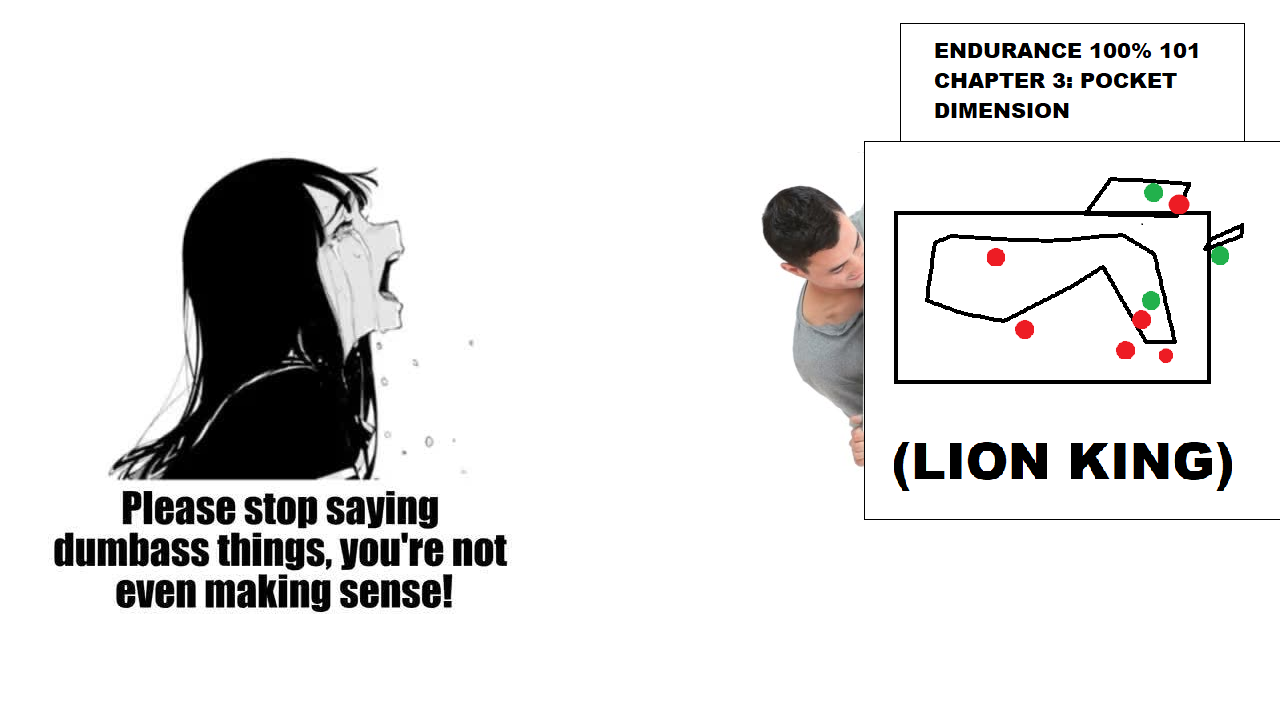 ENDURANCE 100% 101
CHAPTER 3: POCKET
DIMENSION
(LION KING)
Please stop saying
dumbass things, you're not
even making sense!